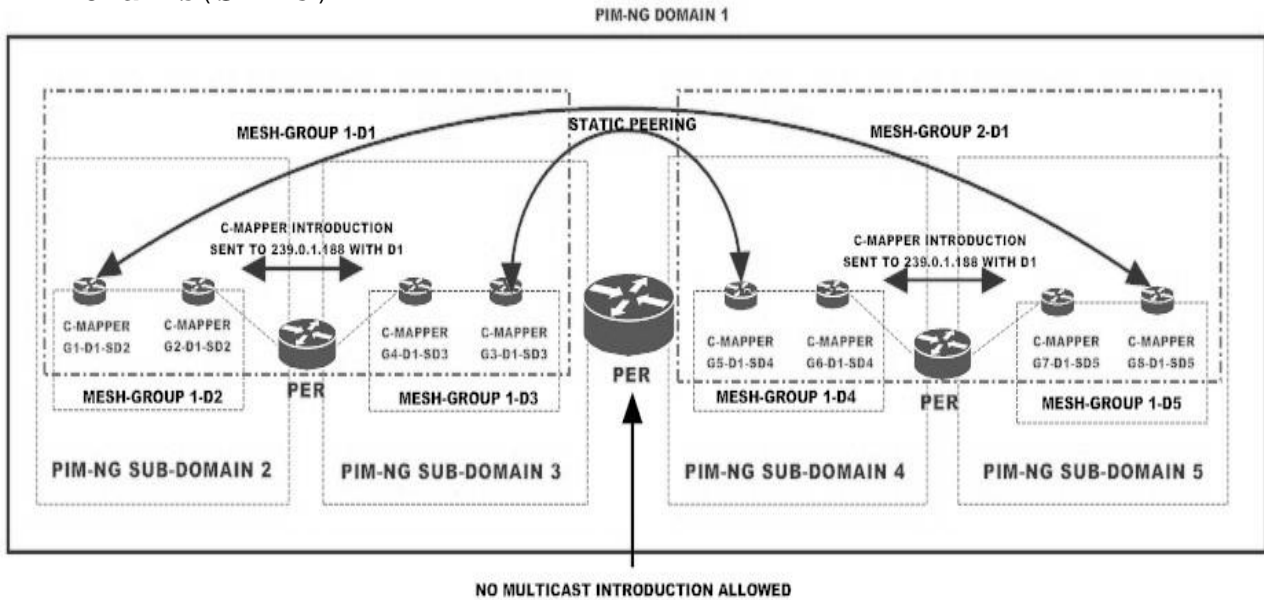 PIM-NG DOMAIN 1
MESH-GROUP 1-D1
STATIC PEERING
MESH-GROUP 2-D1
C-MAPPER INTRODUCTION
SENT TO 239.0.1.188 WITH D1
C-MAPPER INTRODUCTION
SENT TO 239.0.1.188 WITH D1
C-MAPPER
G1-D1-SD2
C-MAPPER
G2-D1-SD2
PER
C-MAPPER
G4-D1-SD3
C-MAPPER
G3-D1-SD3
PER
C-MAPPER
G5-D1-SD4
C-MAPPER
G6-D1-SD4
PER
C-MAPPER
G7-D1-SD5
C-MAPPER
G8-D1-SD5
MESH-GROUP 1-D2
MESH-GROUP 1-D3
MESH-GROUP 1-D4
MESH-GROUP 1-D5
PIM-NG SUB-DOMAIN 2
PIM-NG SUB-DOMAIN 3
PIM-NG SUB-DOMAIN 4
PIM-NG SUB-DOMAIN 5
NO MULTICAST INTRODUCTION ALLOWED